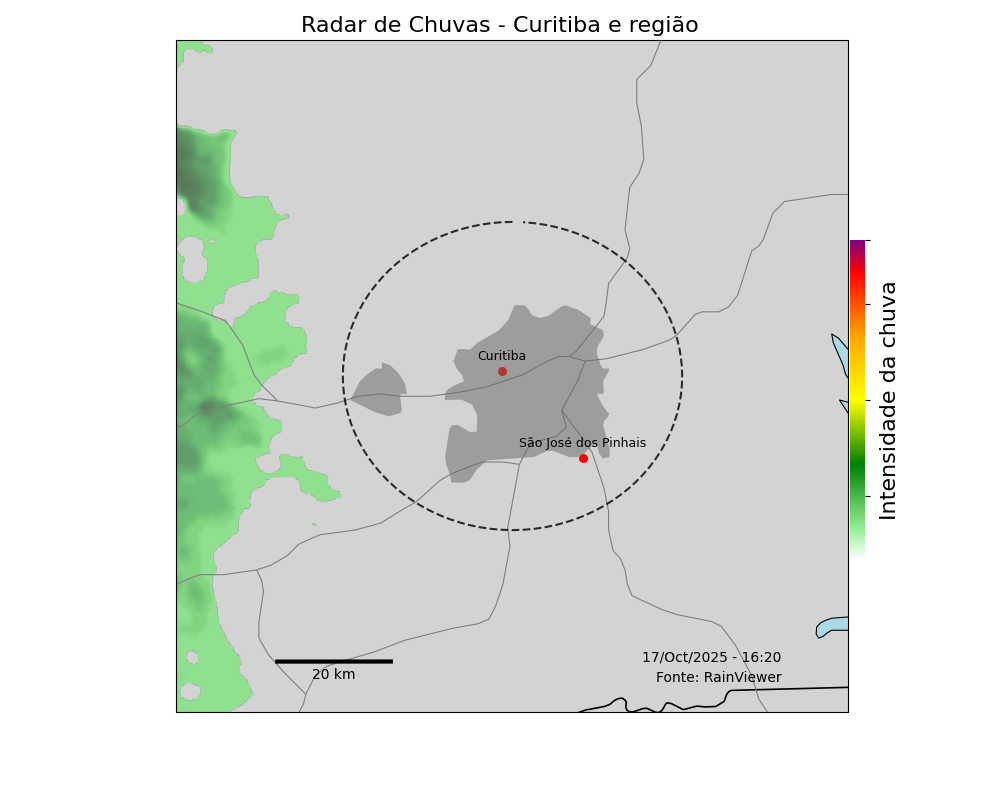 Radar de Chuvas - Curitiba e região
Curitiba
São José dos Pinhais
Intensidade da chuva
17/Oct/2025 - 16:20
Fonte: RainViewer
20 km